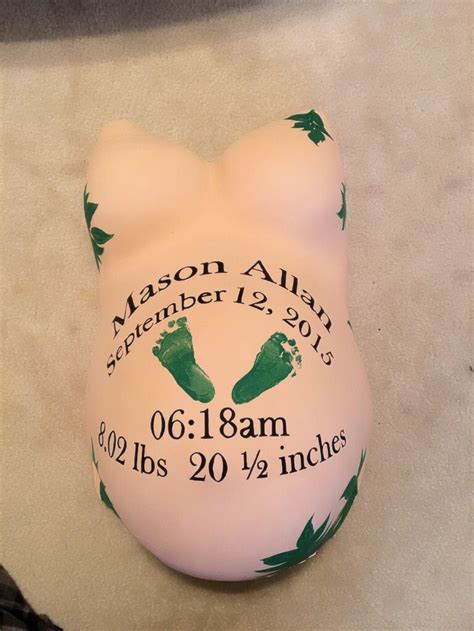 Mason Allan
September 12, 2015
06:18am
8.02 lbs 20 ½ inches